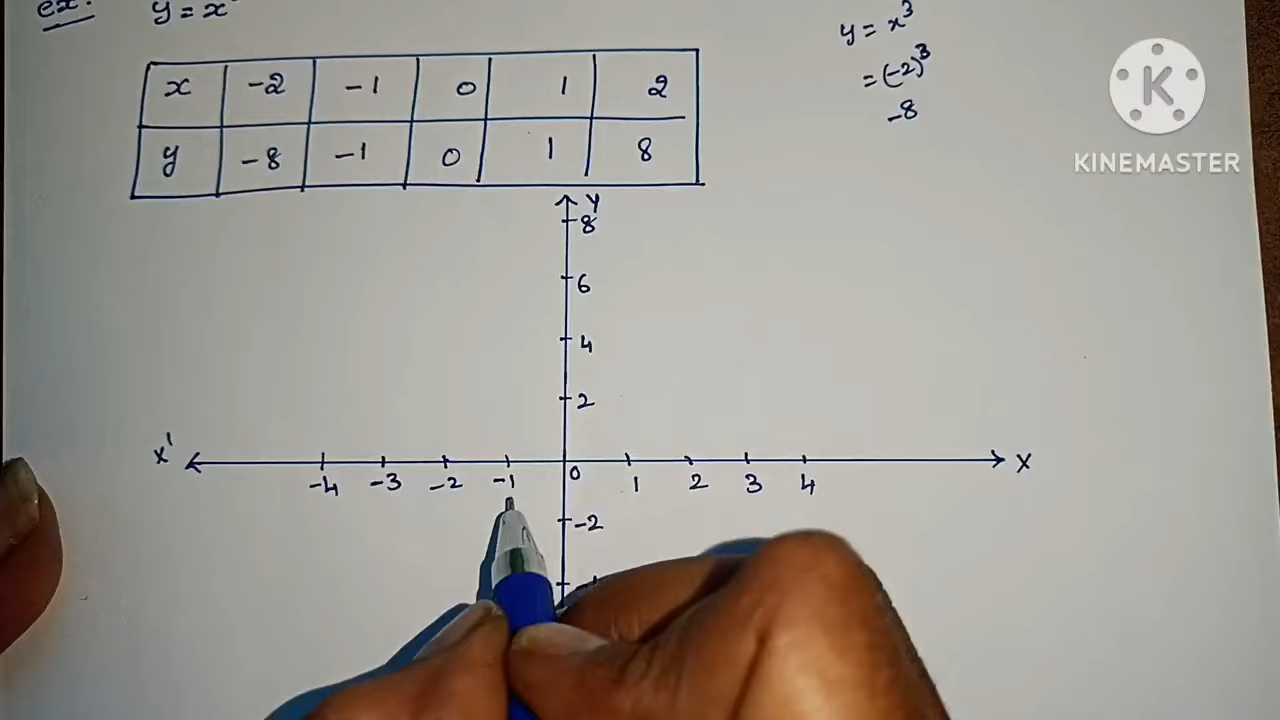 ex:
y = x
y = x³
= (-2)³
-8
x -2 -1 0 1 2
y -8 -1 0 1 8
KINEMASTER
Y
8
6
4
2
X' X
-4 -3 -2 -1 0 1 2 3 4
-2